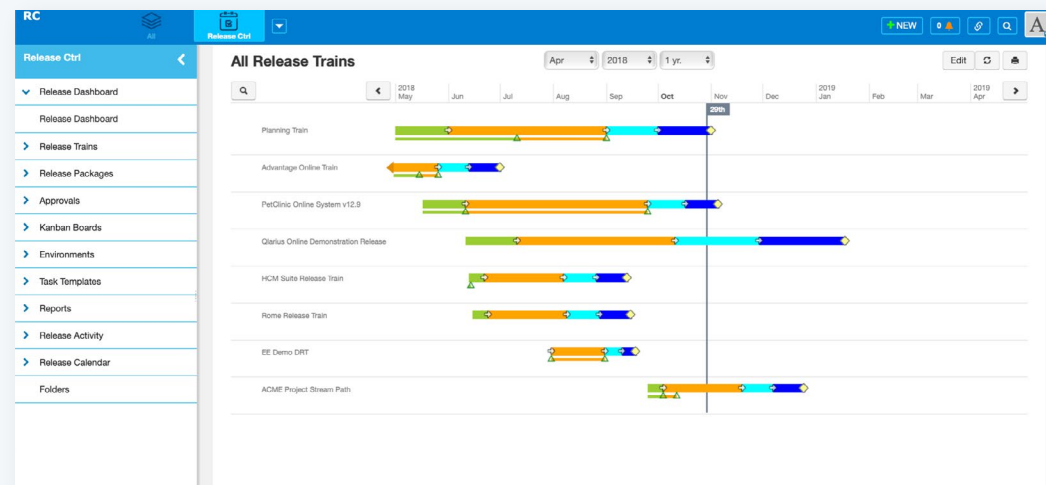 RC
All
Release Ctrl
+NEW
0
A
Release Ctrl
Release Dashboard
Release Dashboard
Release Trains
Release Packages
Approvals
Kanban Boards
Environments
Task Templates
Reports
Release Activity
Release Calendar
Folders
All Release Trains
Apr 2018 1 yr.
Edit
2018 2019 2019
May Jun Jul Aug Sep Oct Nov Dec Jan Feb Mar Apr
29th
Planning Train
Advantage Online Train
PetClinic Online System v12.9
Qlarius Online Demonstration Release
HCM Suite Release Train
Rome Release Train
EE Demo DRT
ACME Project Stream Path